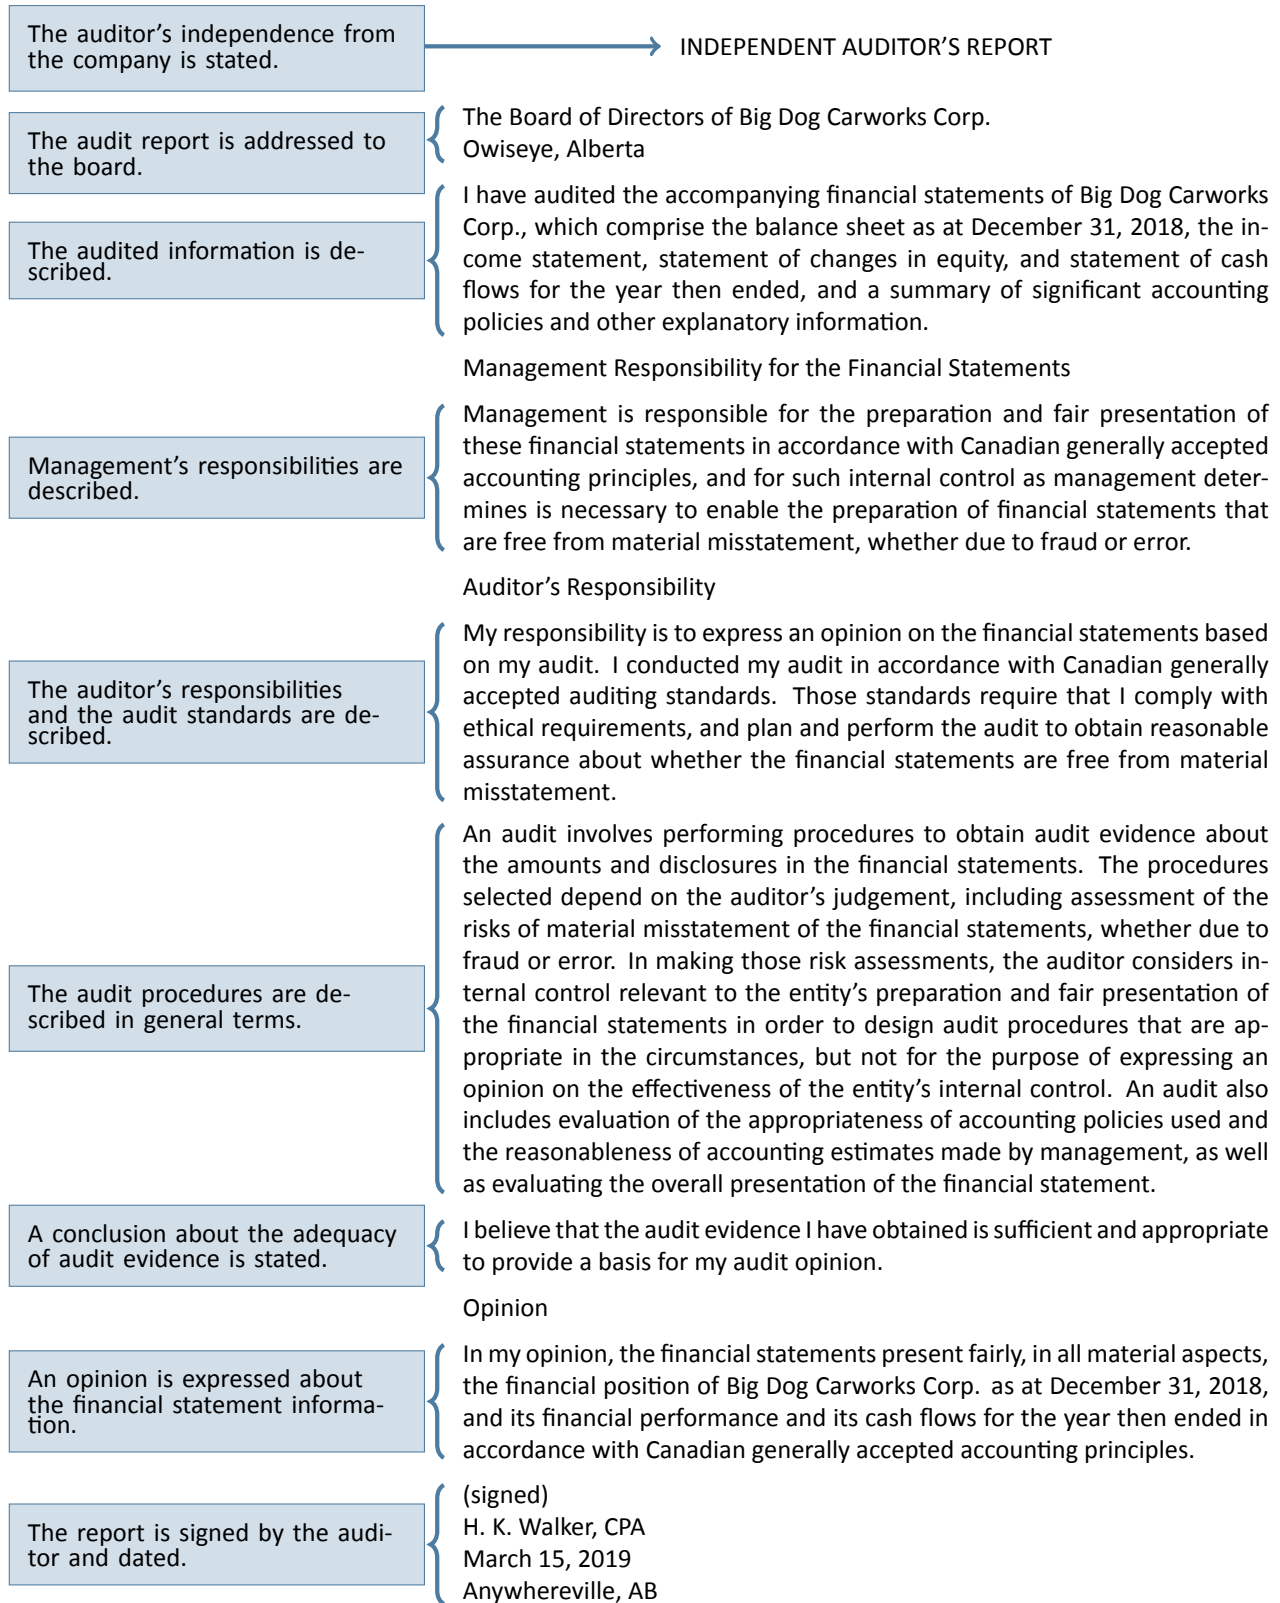 The auditor’s independence from
the company is stated.
INDEPENDENT AUDITOR’S REPORT
The audit report is addressed to
the board.
The Board of Directors of Big Dog Carworks Corp.
Owiseye, Alberta
The audited information is de-
scribed.
I have audited the accompanying financial statements of Big Dog Carworks
Corp., which comprise the balance sheet as at December 31, 2018, the in-
come statement, statement of changes in equity, and statement of cash
flows for the year then ended, and a summary of significant accounting
policies and other explanatory information.
Management Responsibility for the Financial Statements
Management’s responsibilities are
described.
Management is responsible for the preparation and fair presentation of
these financial statements in accordance with Canadian generally accepted
accounting principles, and for such internal control as management deter-
mines is necessary to enable the preparation of financial statements that
are free from material misstatement, whether due to fraud or error.
Auditor’s Responsibility
The auditor’s responsibilities
and the audit standards are de-
scribed.
My responsibility is to express an opinion on the financial statements based
on my audit. I conducted my audit in accordance with Canadian generally
accepted auditing standards. Those standards require that I comply with
ethical requirements, and plan and perform the audit to obtain reasonable
assurance about whether the financial statements are free from material
misstatement.
The audit procedures are de-
scribed in general terms.
An audit involves performing procedures to obtain audit evidence about
the amounts and disclosures in the financial statements. The procedures
selected depend on the auditor’s judgement, including assessment of the
risks of material misstatement of the financial statements, whether due to
fraud or error. In making those risk assessments, the auditor considers in-
ternal control relevant to the entity’s preparation and fair presentation of
the financial statements in order to design audit procedures that are ap-
propriate in the circumstances, but not for the purpose of expressing an
opinion on the effectiveness of the entity’s internal control. An audit also
includes evaluation of the appropriateness of accounting policies used and
the reasonableness of accounting estimates made by management, as well
as evaluating the overall presentation of the financial statement.
A conclusion about the adequacy
of audit evidence is stated.
I believe that the audit evidence I have obtained is sufficient and appropriate
to provide a basis for my audit opinion.
Opinion
An opinion is expressed about
the financial statement informa-
tion.
In my opinion, the financial statements present fairly, in all material aspects,
the financial position of Big Dog Carworks Corp. as at December 31, 2018,
and its financial performance and its cash flows for the year then ended in
accordance with Canadian generally accepted accounting principles.
The report is signed by the audi-
tor and dated.
(signed)
H. K. Walker, CPA
March 15, 2019
Anywhereville, AB